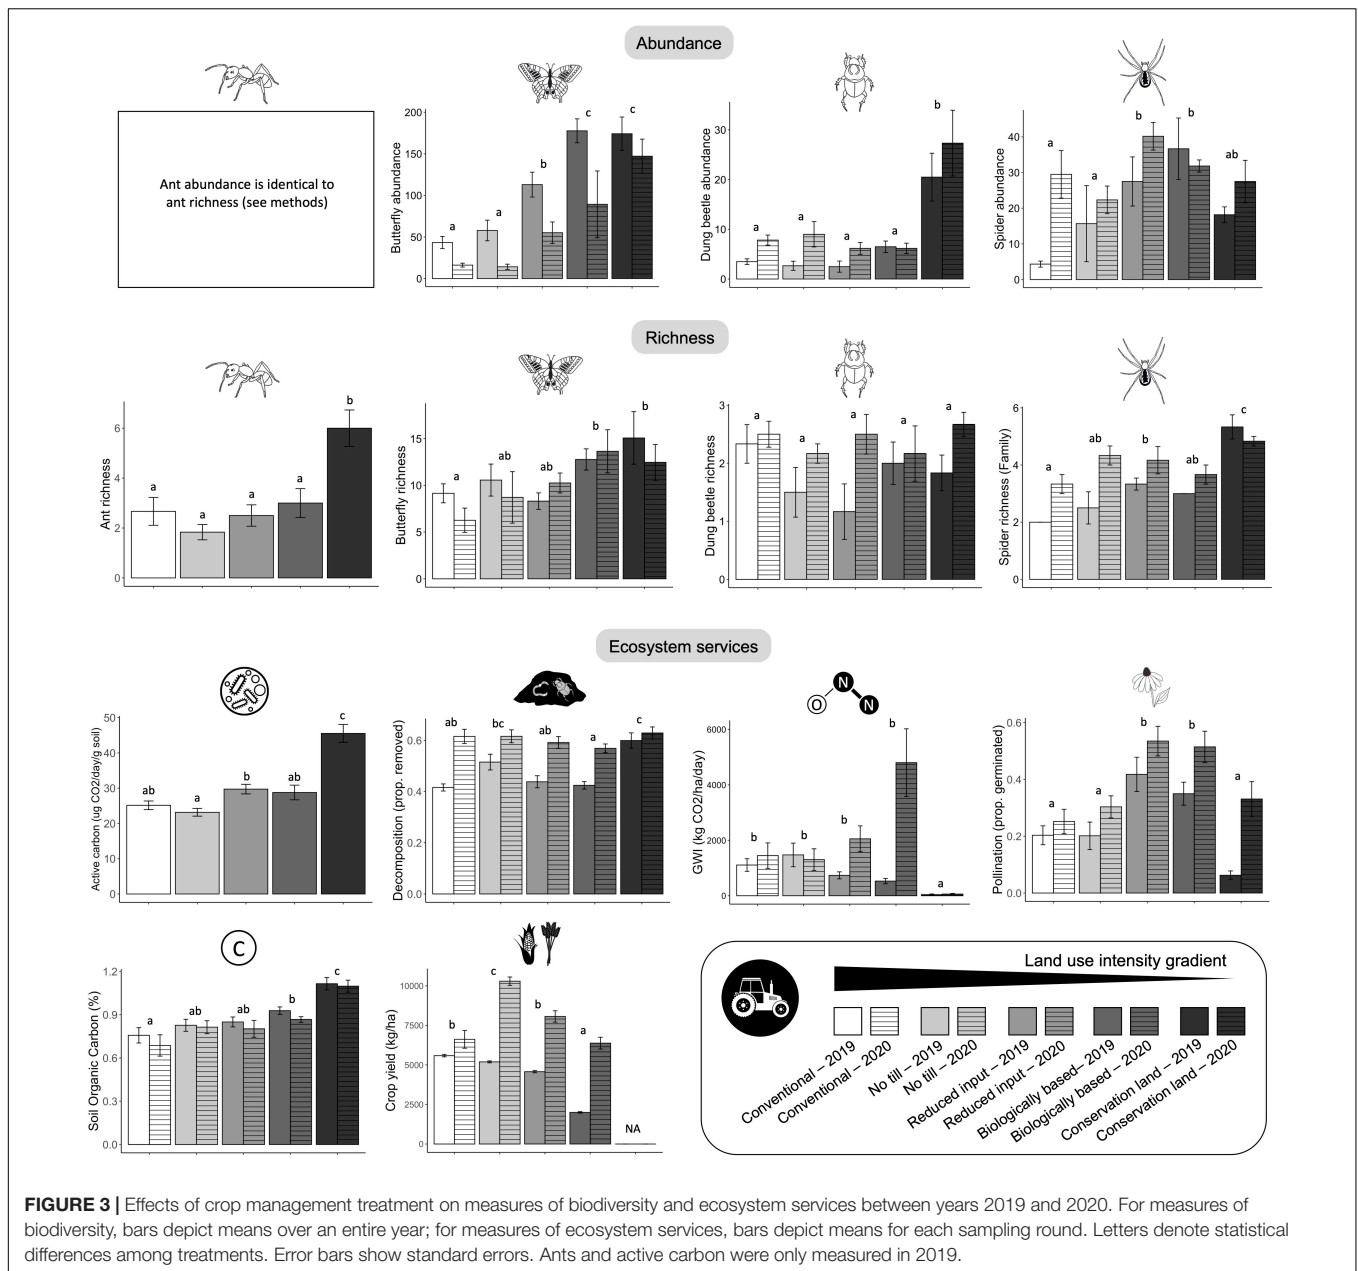 Abundance
Ant abundance is identical to
ant richness (see methods)
Butterfly abundance
200
150
100
50
0
a
a
b
c
c
Dung beetle abundance
30
20
10
0
a
a
a
a
b
Spider abundance
40
30
20
10
0
a
a
b
b
ab
Richness
Ant richness
6
4
2
0
a
a
a
a
b
Butterfly richness
15
10
5
0
a
ab
ab
b
b
Dung beetle richness
3
2
1
0
a
a
a
a
a
Spider richness (Family)
6
4
2
0
a
ab
b
ab
c
Ecosystem services
Active carbon (ug CO2/day/g soil)
50
40
30
20
10
0
ab
a
b
ab
c
Decomposition (prop. removed)
0.6
0.4
0.2
0.0
ab
bc
ab
a
c
O N N
GWI (kg CO2/ha/day)
6000
4000
2000
0
b
b
b
b
a
Pollination (prop. germinated)
0.6
0.4
0.2
0.0
a
a
b
b
a
C
Soil Organic Carbon (%)
1.2
0.9
0.6
0.3
0.0
a
ab
ab
b
c
Crop yield (kg/ha)
10000
7500
5000
2500
0
b
c
b
a
NA
Land use intensity gradient
Conventional – 2019
Conventional – 2020
No till – 2019
No till – 2020
Reduced input – 2019
Reduced input – 2020
Biologically based– 2019
Biologically based – 2020
Conservation land – 2019
Conservation land – 2020
FIGURE 3 | Effects of crop management treatment on measures of biodiversity and ecosystem services between years 2019 and 2020. For measures of
biodiversity, bars depict means over an entire year; for measures of ecosystem services, bars depict means for each sampling round. Letters denote statistical
differences among treatments. Error bars show standard errors. Ants and active carbon were only measured in 2019.